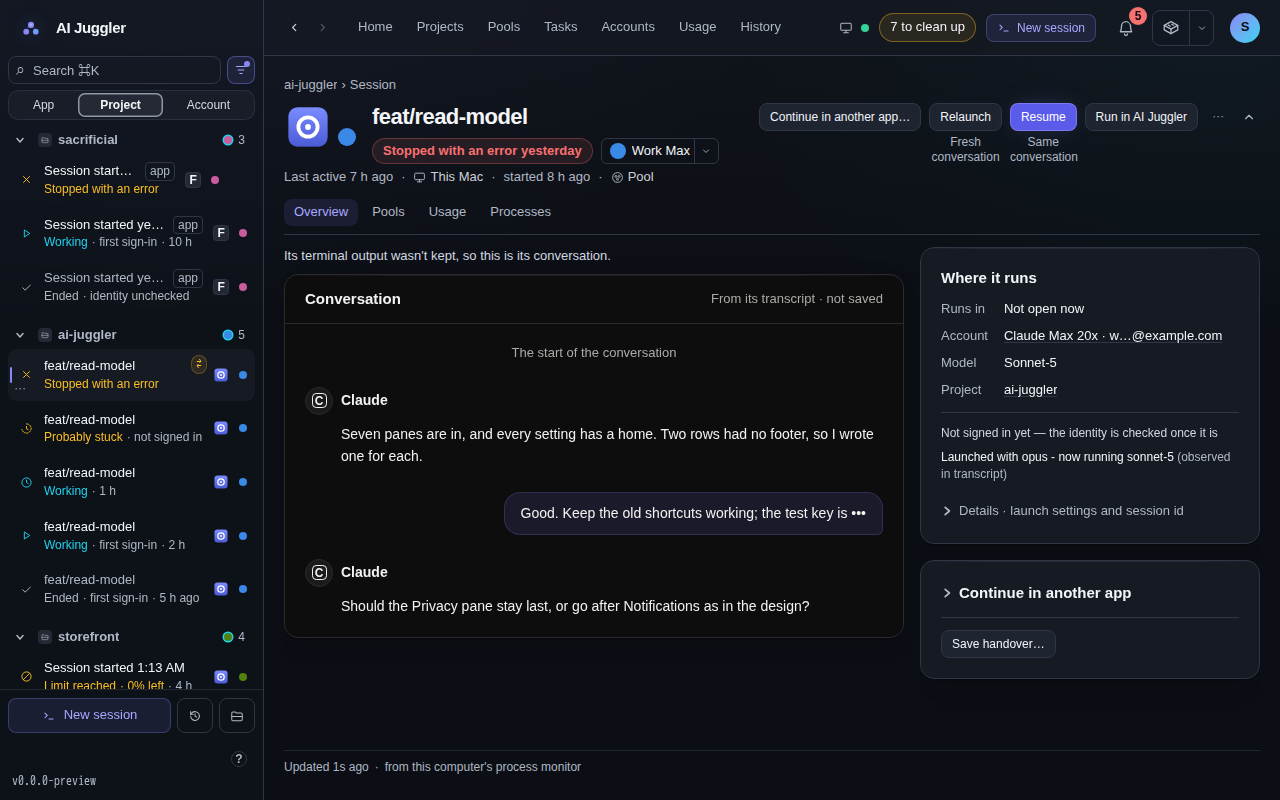 AI Juggler
Search ⌘K
App
Project
Account
sacrificial
3
Session start…
app
Stopped with an error
F
Session started ye…
app
Working · first sign-in · 10 h
F
Session started ye…
app
Ended · identity unchecked
F
ai-juggler
5
feat/read-model
Stopped with an error
feat/read-model
Probably stuck · not signed in
feat/read-model
Working · 1 h
feat/read-model
Working · first sign-in · 2 h
feat/read-model
Ended · first sign-in · 5 h ago
storefront
4
Session started 1:13 AM
Limit reached · 0% left · 4 h
New session
?
v0.0.0-preview
Home
Projects
Pools
Tasks
Accounts
Usage
History
7 to clean up
New session
5
S
ai-juggler › Session
feat/read-model
Stopped with an error yesterday
Work Max
Continue in another app…
Relaunch
Resume
Run in AI Juggler
Fresh conversation
Same conversation
Last active 7 h ago · This Mac · started 8 h ago · Pool
Overview
Pools
Usage
Processes
Its terminal output wasn't kept, so this is its conversation.
Conversation
From its transcript · not saved
The start of the conversation
C
Claude
Seven panes are in, and every setting has a home. Two rows had no footer, so I wrote
one for each.
Good. Keep the old shortcuts working; the test key is •••
C
Claude
Should the Privacy pane stay last, or go after Notifications as in the design?
Where it runs
Runs in
Not open now
Account
Claude Max 20x · w…@example.com
Model
Sonnet-5
Project
ai-juggler
Not signed in yet — the identity is checked once it is
Launched with opus - now running sonnet-5 (observed
in transcript)
Details · launch settings and session id
Continue in another app
Save handover…
Updated 1s ago · from this computer's process monitor